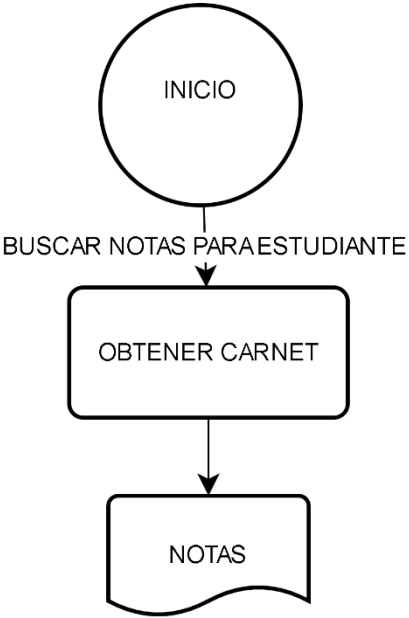 INICIO
BUSCAR NOTAS PARA ESTUDIANTE
OBTENER CARNET
NOTAS